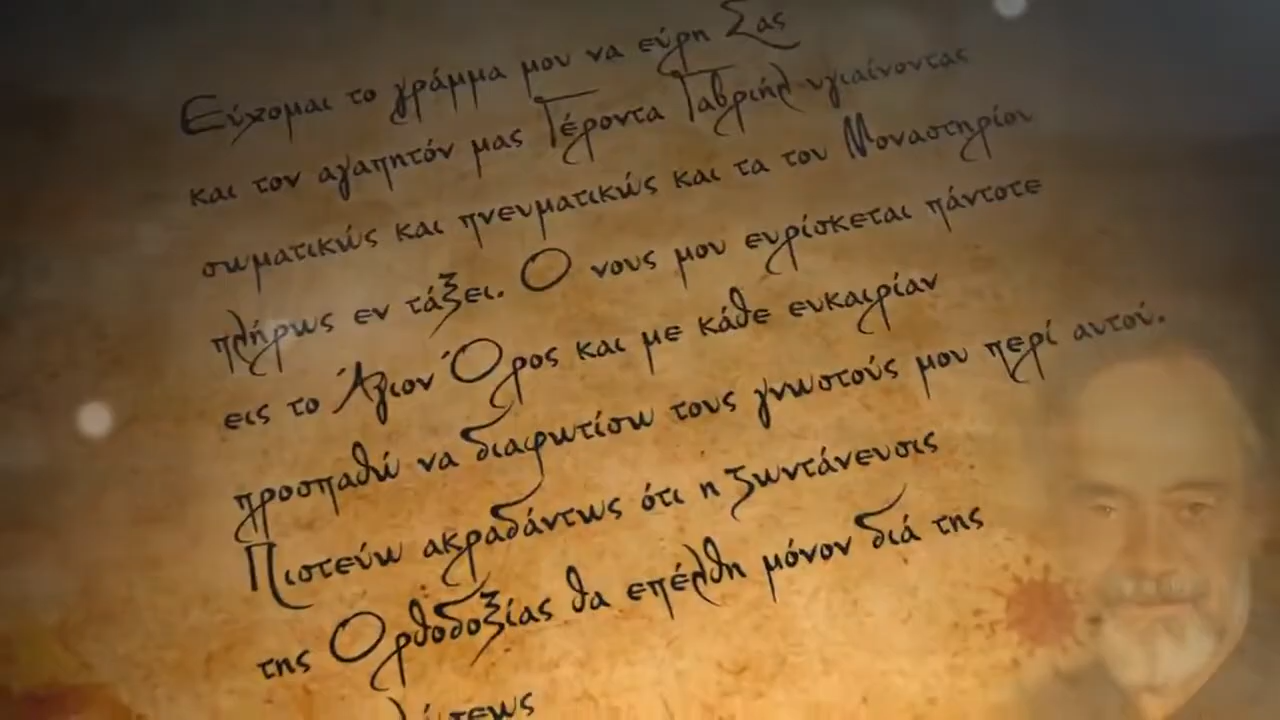 Εύχομαι το γράμμα μου να εύρη Σας
και τον αγαπητόν μας Γέροντα Γαβριήλ υγιαίνοντας
σωματικώς και πνευματικώς και τα του Μοναστηρίου
πλήρως εν τάξει. Ο νους μου ευρίσκεται πάντοτε
εις το Άγιον Όρος και με κάθε ευκαιρίαν
προσπαθώ να διαφωτίσω τους γνωστούς μου περί αυτού.
Πιστεύω ακραδάντως ότι η ζωντάνευσις
της Ορθοδοξίας θα επέλθη μόνον διά της